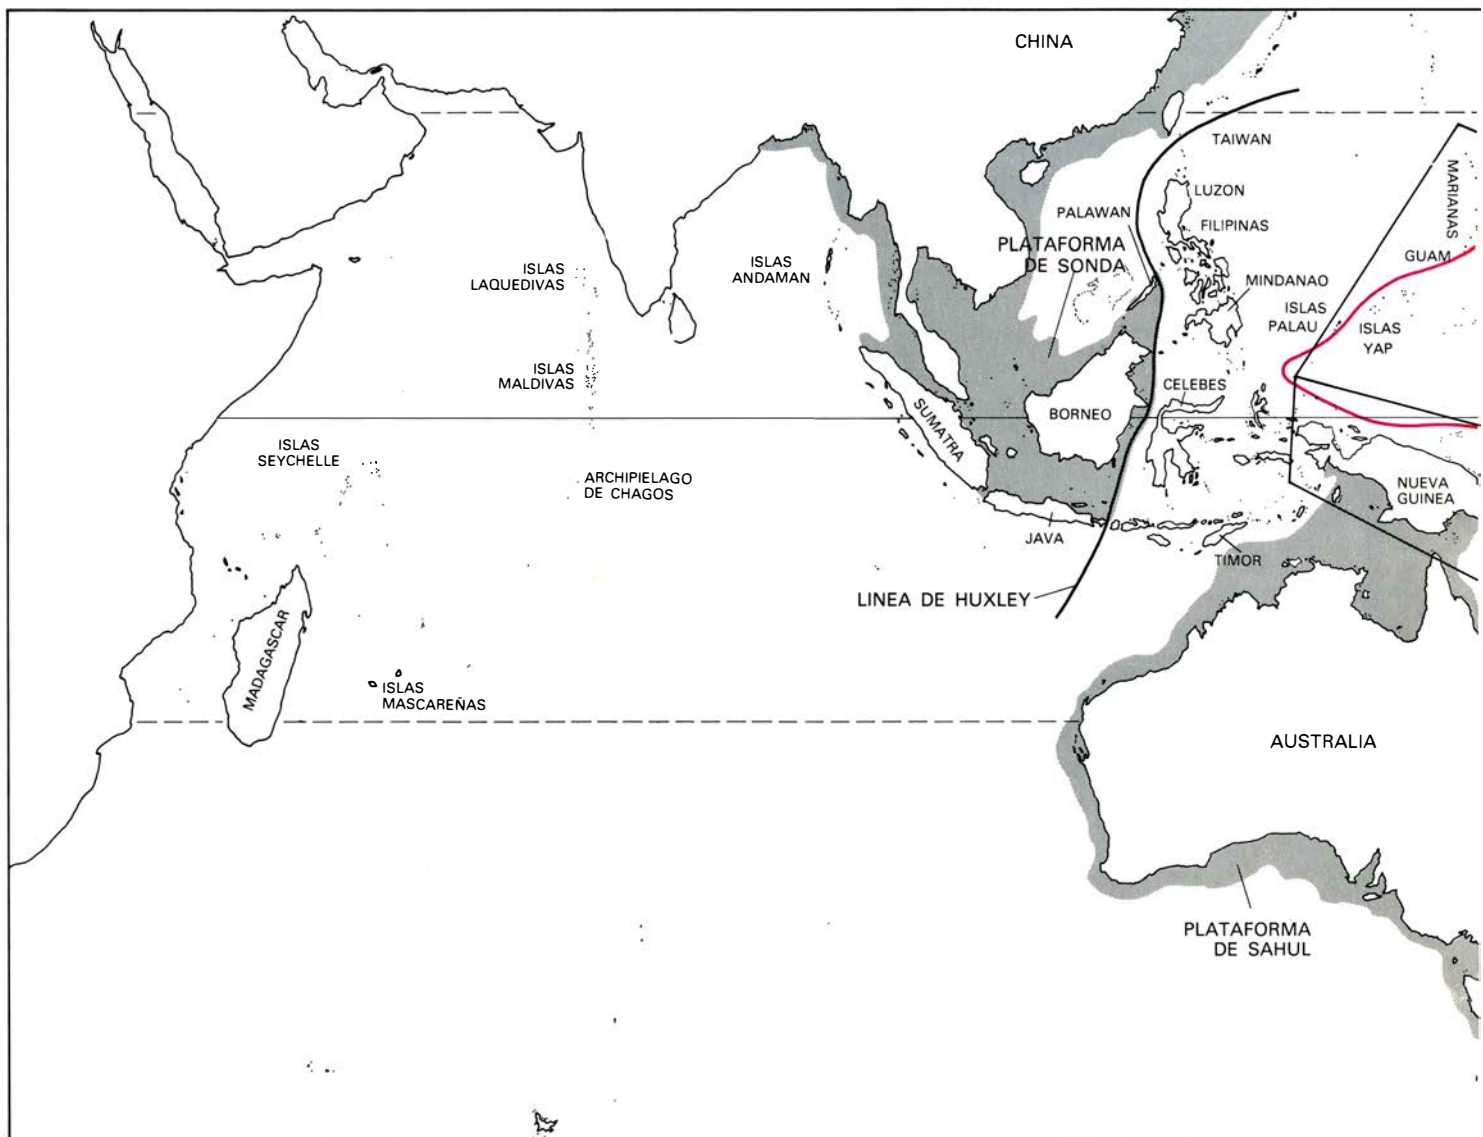 CHINA
TAIWAN
MARIANAS
LUZON
PALAWAN
FILIPINAS
PLATAFORMA
DE SONDA
GUAM
ISLAS
ANDAMAN
ISLAS
LAQUEDIVAS
MINDANAO
ISLAS
PALAU
ISLAS
YAP
ISLAS
MALDIVAS
CELEBES
SUMATRA
BORNEO
ISLAS
SEYCHELLE
ARCHIPIELAGO
DE CHAGOS
NUEVA
GUINEA
JAVA
TIMOR
LINEA DE HUXLEY
MADAGASCAR
ISLAS
MASCAREÑAS
AUSTRALIA
PLATAFORMA
DE SAHUL